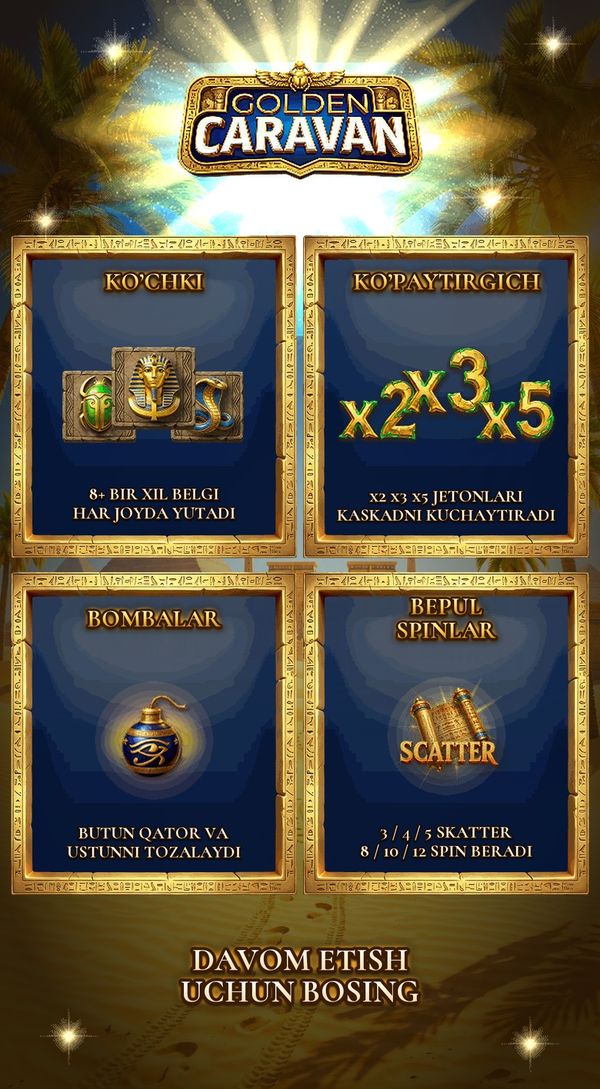 GOLDEN
CARAVAN
KO'CHKI
8+ BIR XIL BELGI
HAR JOYDA YUTADI
KO'PAYTIRGICH
x2 x3 x5
x2 x3 x5 JETONLARI
KASKADNI KUCHAYTIRADI
BOMBALAR
BUTUN QATOR VA
USTUNNI TOZALAYDI
BEPUL
SPINLAR
SCATTER
3 / 4 / 5 SKATTER
8 / 10 / 12 SPIN BERADI
DAVOM ETISH
UCHUN BOSING